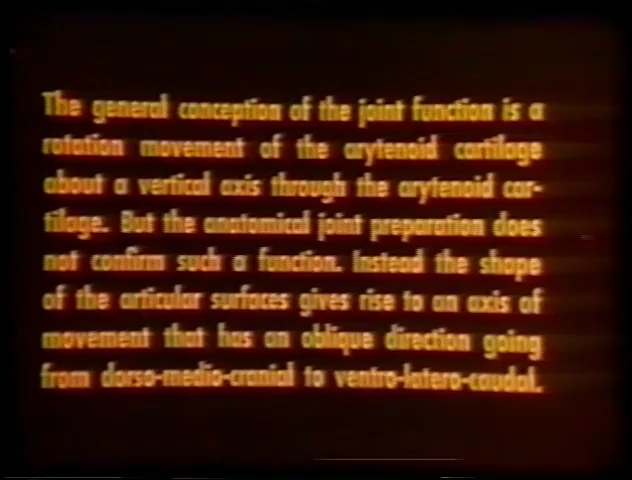 The general conception of the joint function is a
rotation movement of the arytenoid cartilage
about a vertical axis through the arytenoid car-
tilage. But the anatomical joint preparation does
not confirm such a function. Instead the shape
of the articular surfaces gives rise to an axis of
movement that has an oblique direction going
from dorso-medio-cranial to ventro-latero-caudal.